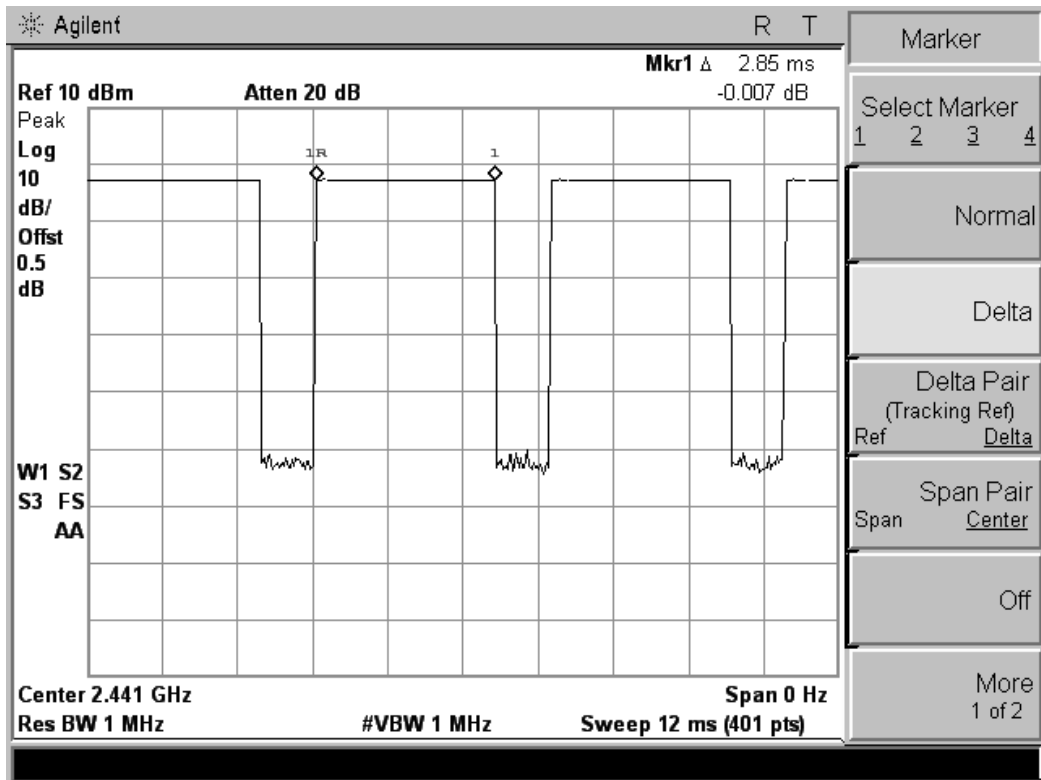 Agilent R T
Mkr1 Δ 2.85 ms
Ref 10 dBm Atten 20 dB -0.007 dB
Peak
Log
10
dB/
Offst
0.5
dB
1R 1
W1 S2
S3 FS
AA
Center 2.441 GHz Span 0 Hz
Res BW 1 MHz #VBW 1 MHz Sweep 12 ms (401 pts)
Marker
Select Marker
1 2 3 4
Normal
Delta
Delta Pair
(Tracking Ref)
Ref Delta
Span Pair
Span Center
Off
More
1 of 2